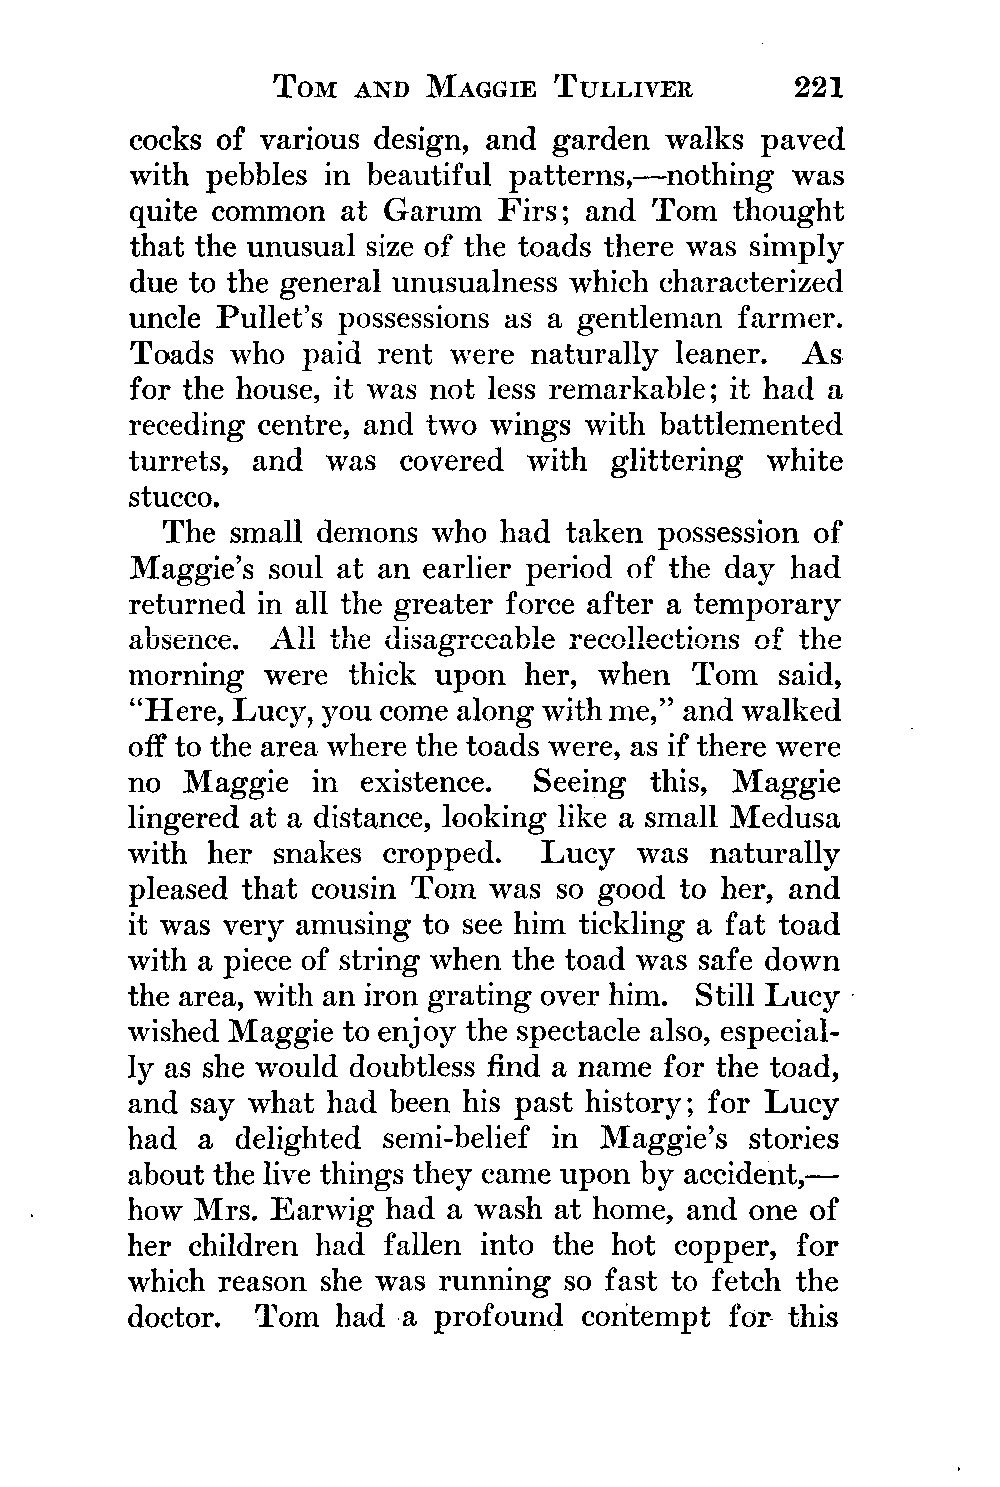 Tom and Maggie Tulliver 221
cocks of various design, and garden walks paved
with pebbles in beautiful patterns,—nothing was
quite common at Garum Firs; and Tom thought
that the unusual size of the toads there was simply
due to the general unusualness which characterized
uncle Pullet's possessions as a gentleman farmer.
Toads who paid rent were naturally leaner. As
for the house, it was not less remarkable; it had a
receding centre, and two wings with battlemented
turrets, and was covered with glittering white
stucco.
The small demons who had taken possession of
Maggie's soul at an earlier period of the day had
returned in all the greater force after a temporary
absence. All the disagreeable recollections of the
morning were thick upon her, when Tom said,
“Here, Lucy, you come along with me,” and walked
off to the area where the toads were, as if there were
no Maggie in existence. Seeing this, Maggie
lingered at a distance, looking like a small Medusa
with her snakes cropped. Lucy was naturally
pleased that cousin Tom was so good to her, and
it was very amusing to see him tickling a fat toad
with a piece of string when the toad was safe down
the area, with an iron grating over him. Still Lucy
wished Maggie to enjoy the spectacle also, especial-
ly as she would doubtless find a name for the toad,
and say what had been his past history; for Lucy
had a delighted semi-belief in Maggie's stories
about the live things they came upon by accident,—
how Mrs. Earwig had a wash at home, and one of
her children had fallen into the hot copper, for
which reason she was running so fast to fetch the
doctor. Tom had a profound contempt for this